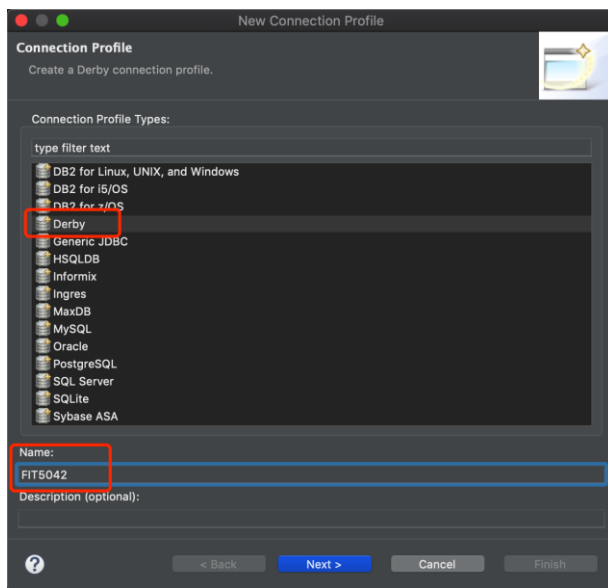 New Connection Profile
Connection Profile
Create a Derby connection profile.
Connection Profile Types:
type filter text
DB2 for Linux, UNIX, and Windows
DB2 for i5/OS
DB2 for z/OS
Derby
Generic JDBC
HSQLDB
Informix
Ingres
MaxDB
MySQL
Oracle
PostgreSQL
SQL Server
SQLite
Sybase ASA
Name:
FIT5042
Description (optional):
? < Back Next > Cancel Finish